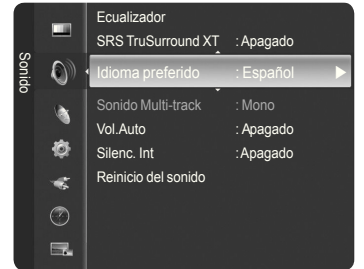 Sonido
Ecualizador
SRS TruSurround XT : Apagado
Idioma preferido : Español
Sonido Multi-track : Mono
Vol.Auto : Apagado
Silenc. Int : Apagado
Reinicio del sonido